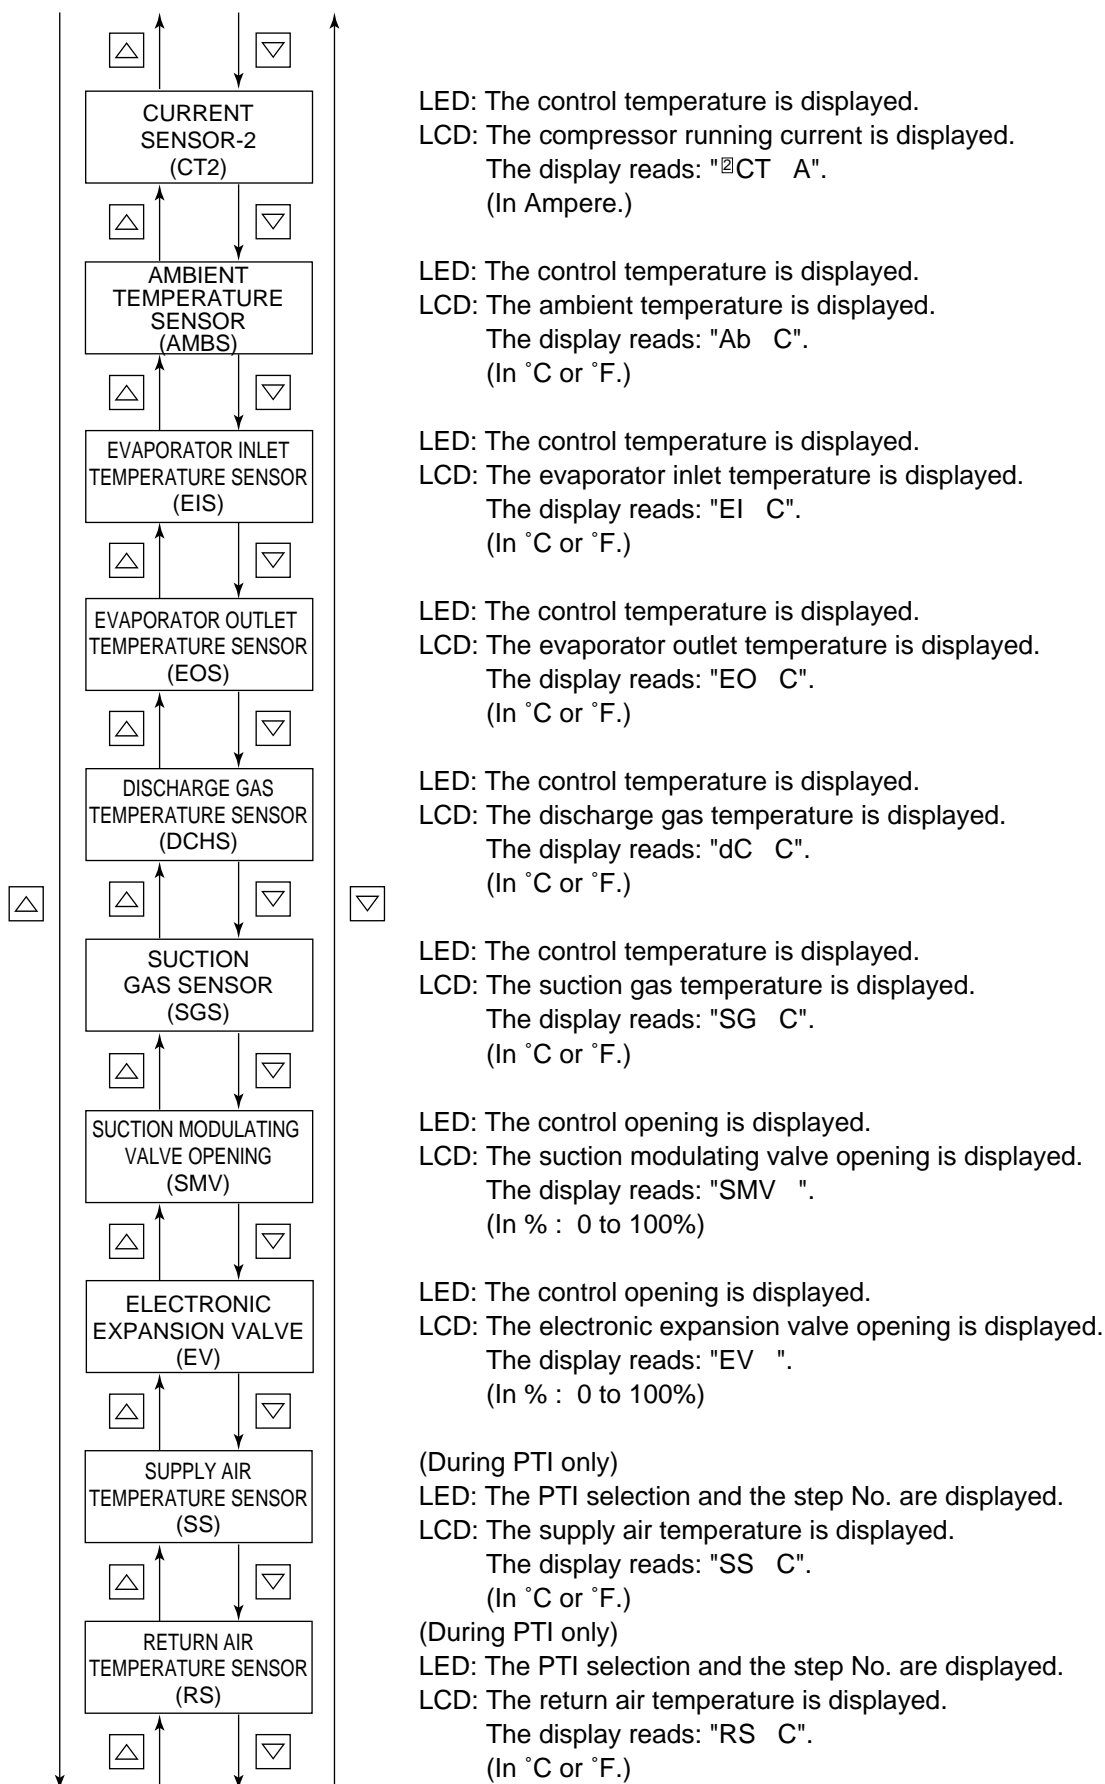 CURRENT
SENSOR-2
(CT2)
LED: The control temperature is displayed.
LCD: The compressor running current is displayed.
The display reads: "2CT   A".
(In Ampere.)
AMBIENT
TEMPERATURE
SENSOR
(AMBS)
LED: The control temperature is displayed.
LCD: The ambient temperature is displayed.
The display reads: "Ab   C".
(In ˚C or ˚F.)
EVAPORATOR INLET
TEMPERATURE SENSOR
(EIS)
LED: The control temperature is displayed.
LCD: The evaporator inlet temperature is displayed.
The display reads: "EI   C".
(In ˚C or ˚F.)
EVAPORATOR OUTLET
TEMPERATURE SENSOR
(EOS)
LED: The control temperature is displayed.
LCD: The evaporator outlet temperature is displayed.
The display reads: "EO   C".
(In ˚C or ˚F.)
DISCHARGE GAS
TEMPERATURE SENSOR
(DCHS)
LED: The control temperature is displayed.
LCD: The discharge gas temperature is displayed.
The display reads: "dC   C".
(In ˚C or ˚F.)
SUCTION
GAS SENSOR
(SGS)
LED: The control temperature is displayed.
LCD: The suction gas temperature is displayed.
The display reads: "SG   C".
(In ˚C or ˚F.)
SUCTION MODULATING
VALVE OPENING
(SMV)
LED: The control opening is displayed.
LCD: The suction modulating valve opening is displayed.
The display reads: "SMV   ".
(In % :  0 to 100%)
ELECTRONIC
EXPANSION VALVE
(EV)
LED: The control opening is displayed.
LCD: The electronic expansion valve opening is displayed.
The display reads: "EV   ".
(In % :  0 to 100%)
SUPPLY AIR
TEMPERATURE SENSOR
(SS)
(During PTI only)
LED: The PTI selection and the step No. are displayed.
LCD: The supply air temperature is displayed.
The display reads: "SS   C".
(In ˚C or ˚F.)
RETURN AIR
TEMPERATURE SENSOR
(RS)
(During PTI only)
LED: The PTI selection and the step No. are displayed.
LCD: The return air temperature is displayed.
The display reads: "RS   C".
(In ˚C or ˚F.)